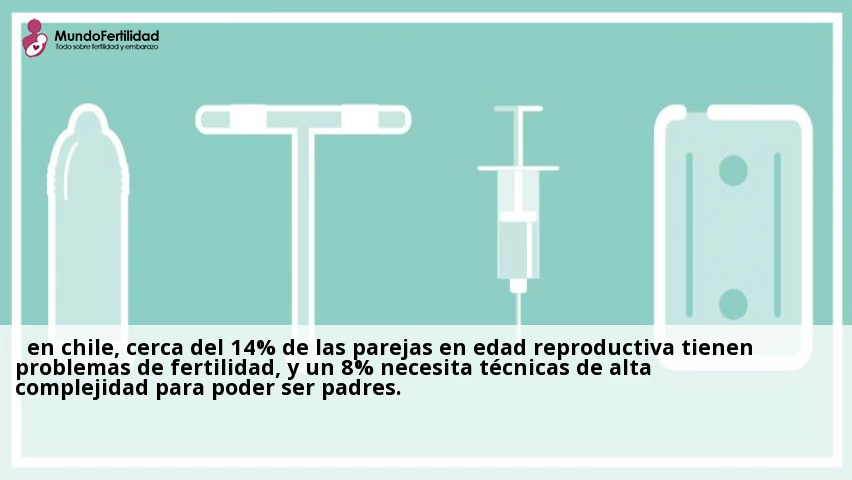 MundoFertilidad
Todo sobre fertilidad y embarazo
en chile, cerca del 14% de las parejas en edad reproductiva tienen
problemas de fertilidad, y un 8% necesita técnicas de alta
complejidad para poder ser padres.